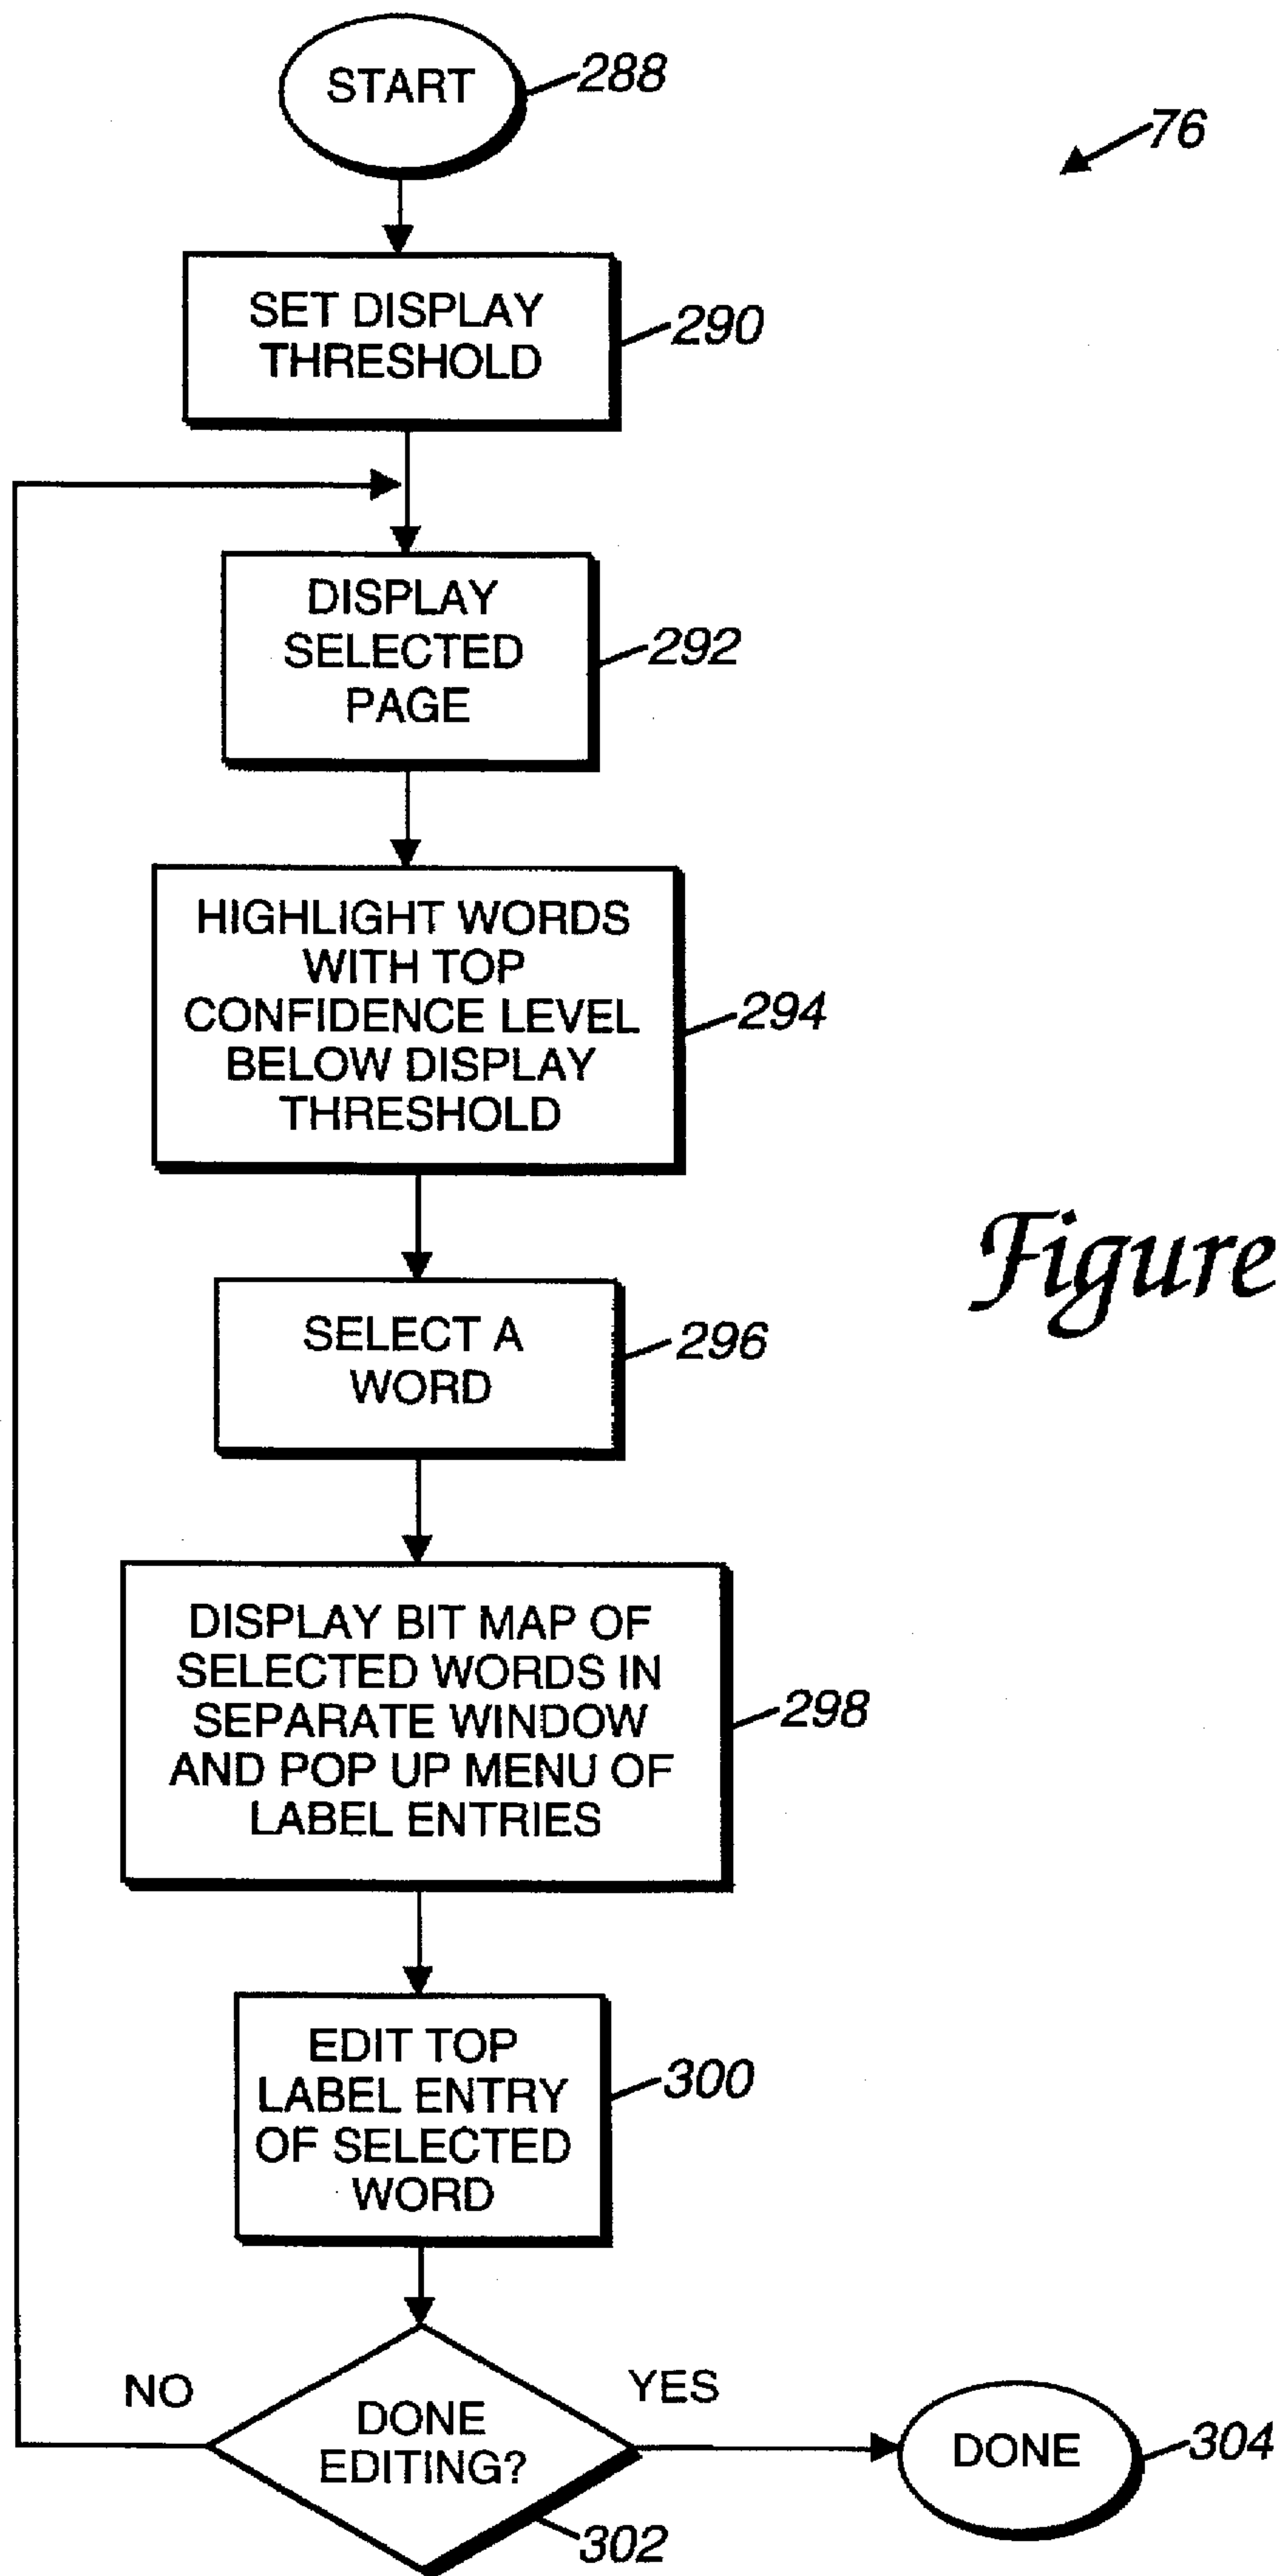 START
288
76
SET DISPLAY
THRESHOLD
290
DISPLAY
SELECTED
PAGE
292
HIGHLIGHT WORDS
WITH TOP
CONFIDENCE LEVEL
BELOW DISPLAY
THRESHOLD
294
Figure
SELECT A
WORD
296
DISPLAY BIT MAP OF
SELECTED WORDS IN
SEPARATE WINDOW
AND POP UP MENU OF
LABEL ENTRIES
298
EDIT TOP
LABEL ENTRY
OF SELECTED
WORD
300
NO
YES
DONE
EDITING?
302
DONE
304